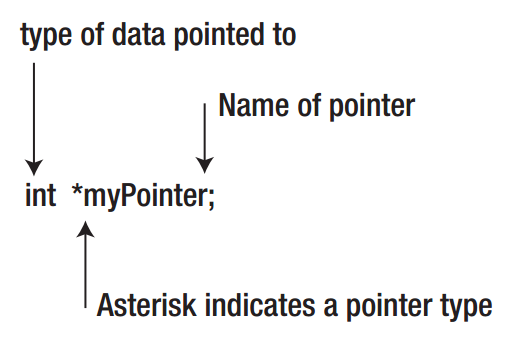 type of data pointed to
Name of pointer
int *myPointer;
Asterisk indicates a pointer type